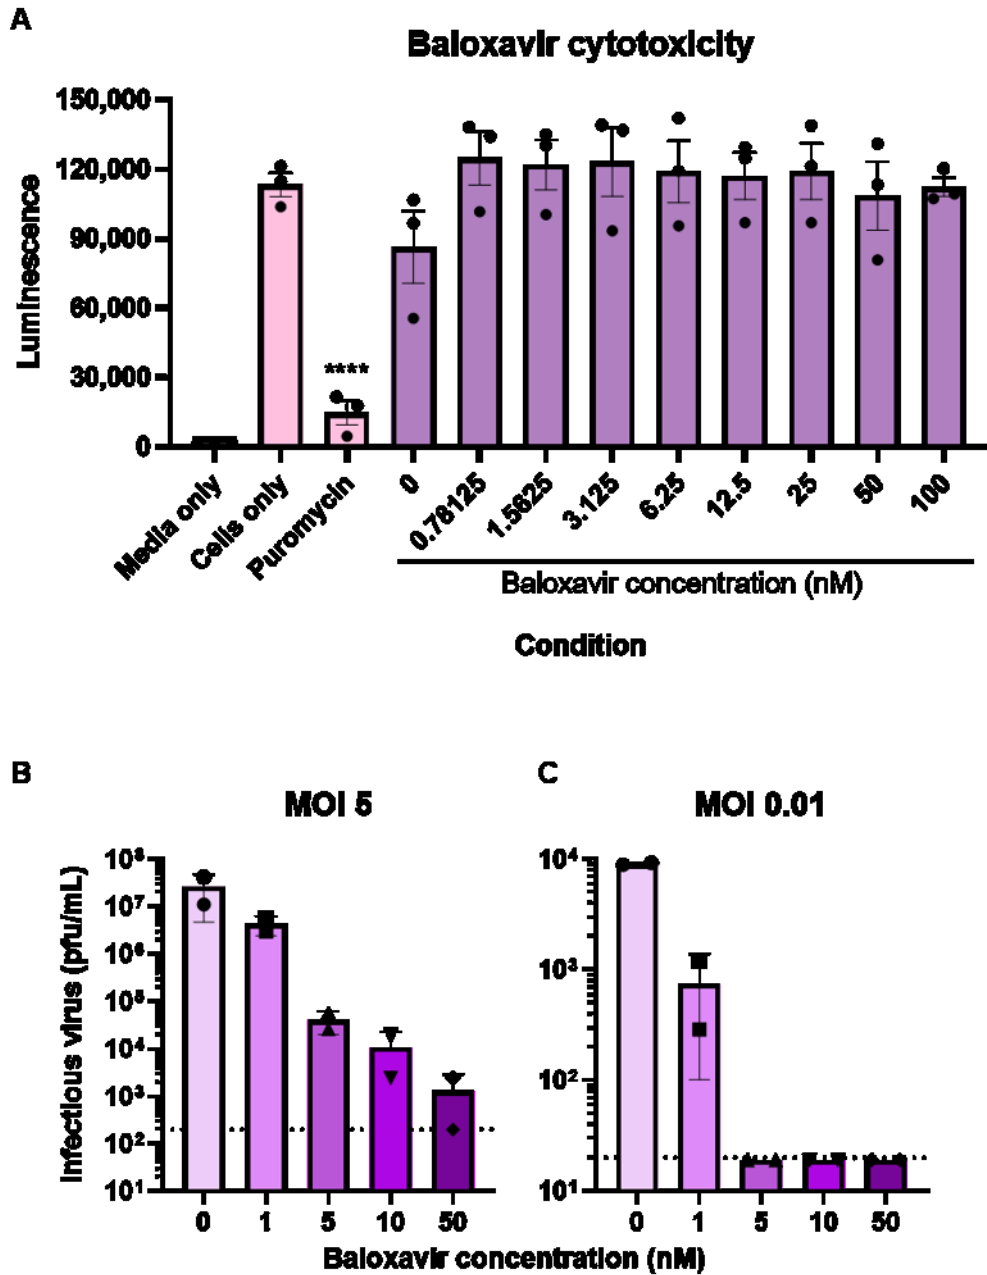 A
Baloxavir cytotoxicity
150,000
120,000
90,000
60,000
30,000
0
Luminescence
****
Media only
Cells only
Puromycin
0
0.78125
1.5625
3.125
6.25
12.5
25
50
100
Baloxavir concentration (nM)
Condition
B
MOI 5
10⁸
10⁷
10⁶
10⁵
10⁴
10³
10²
10¹
Infectious virus (pfu/mL)
0 1 5 10 50
C
MOI 0.01
10⁴
10³
10²
10¹
0 1 5 10 50
Baloxavir concentration (nM)